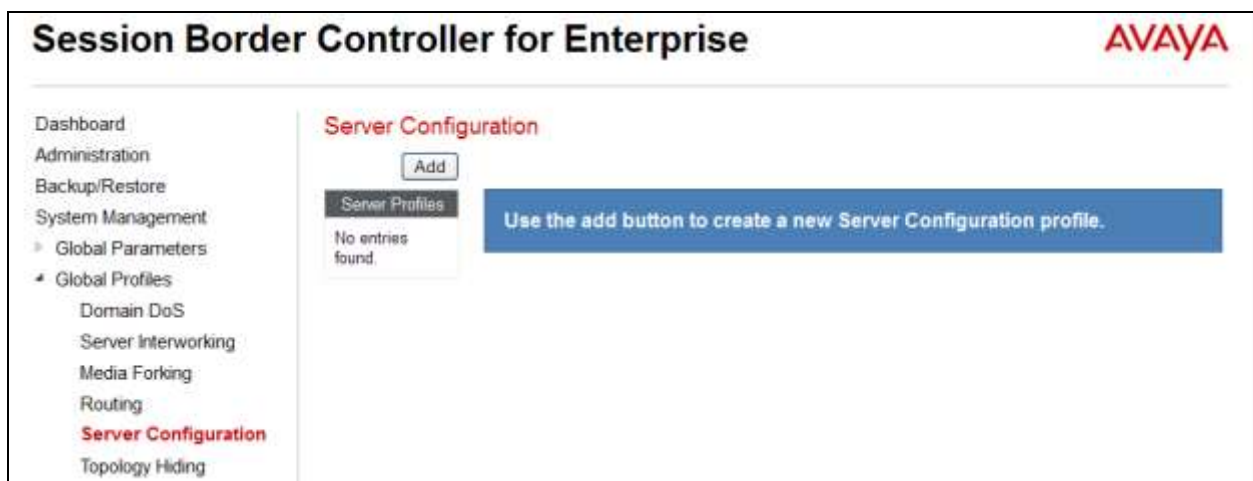 Session Border Controller for Enterprise
AVAYA
Dashboard
Administration
Backup/Restore
System Management
Global Parameters
Global Profiles
Domain DoS
Server Interworking
Media Forking
Routing
Server Configuration
Topology Hiding
Server Configuration
Add
Server Profiles
No entries
found.
Use the add button to create a new Server Configuration profile.